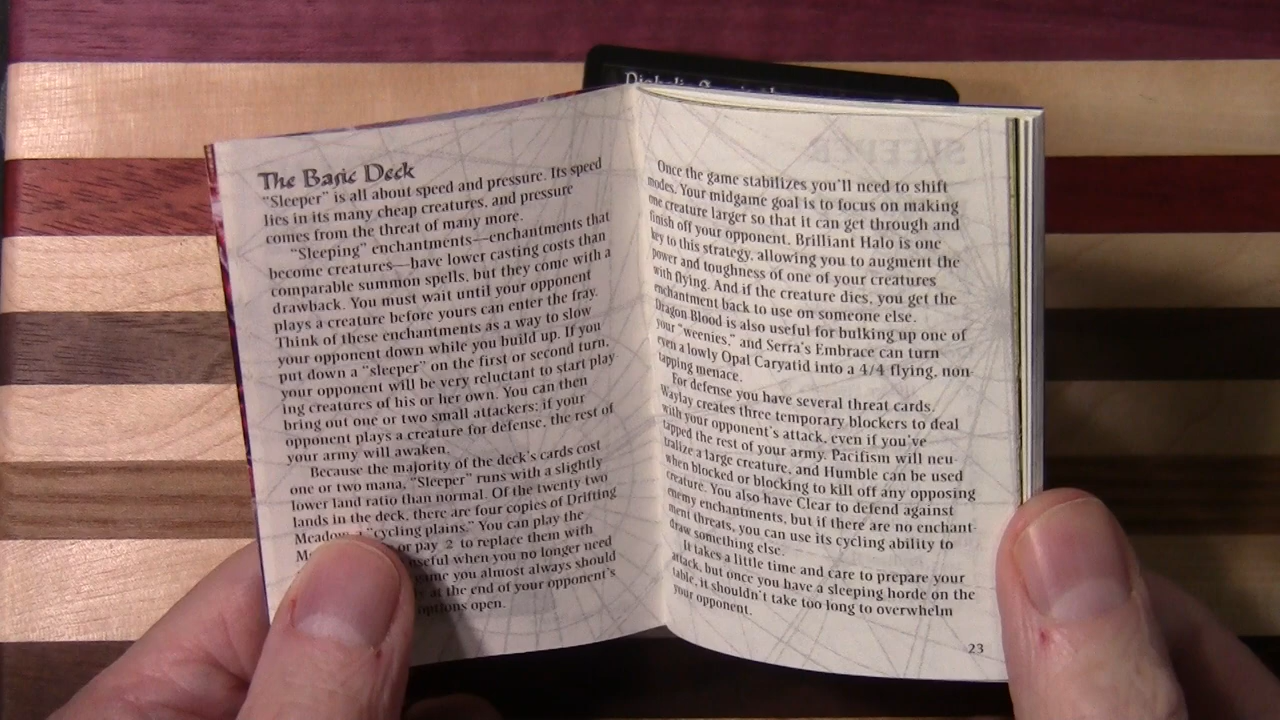 The Basic Deck
"Sleeper" is all about speed and pressure. Its speed
lies in its many cheap creatures, and pressure
comes from the threat of many more.
"Sleeping" enchantments—enchantments that
become creatures—have lower casting costs than
comparable summon spells, but they come with a
drawback. You must wait until your opponent
plays a creature before yours can enter the fray.
Think of these enchantments as a way to slow
your opponent down while you build up. If you
put down a "sleeper" on the first or second turn,
your opponent will be very reluctant to start play-
ing creatures of his or her own. You can then
bring out one or two small attackers; if your
opponent plays a creature for defense, the rest of
your army will awaken.
Because the majority of the deck's cards cost
one or two mana, "Sleeper" runs with a slightly
lower land ratio than normal. Of the twenty two
lands in the deck, there are four copies of Drifting
Meadow, a "cycling plains." You can play the
or pay 2 to replace them with
useful when you no longer need
game you almost always should
at the end of your opponent's
options open.
SLEEPER
Once the game stabilizes you'll need to shift
modes. Your midgame goal is to focus on making
one creature larger so that it can get through and
finish off your opponent. Brilliant Halo is one
key to this strategy, allowing you to augment the
power and toughness of one of your creatures
with flying. And if the creature dies, you get the
enchantment back to use on someone else.
Dragon Blood is also useful for bulking up one of
your "weenies," and Serra's Embrace can turn
even a lowly Opal Caryatid into a 4/4 flying, non-
tapping menace.
For defense you have several threat cards.
Waylay creates three temporary blockers to deal
with your opponent's attack, even if you've
tapped the rest of your army. Pacifism will neu-
tralize a large creature, and Humble can be used
when blocked or blocking to kill off any opposing
creature. You also have Clear to defend against
enemy enchantments, but if there are no enchant-
ment threats, you can use its cycling ability to
draw something else.
It takes a little time and care to prepare your
attack, but once you have a sleeping horde on the
table, it shouldn't take too long to overwhelm
your opponent.
23